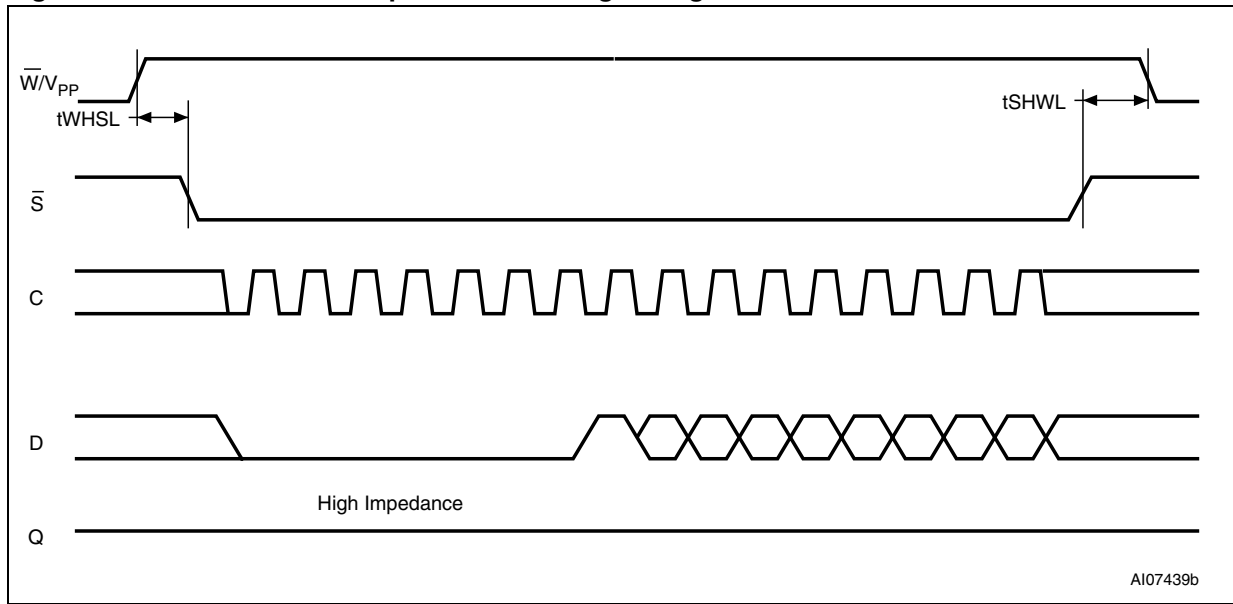 W̅/VPP
tWHSL
tSHWL
S̅
C
D
High Impedance
Q
AI07439b